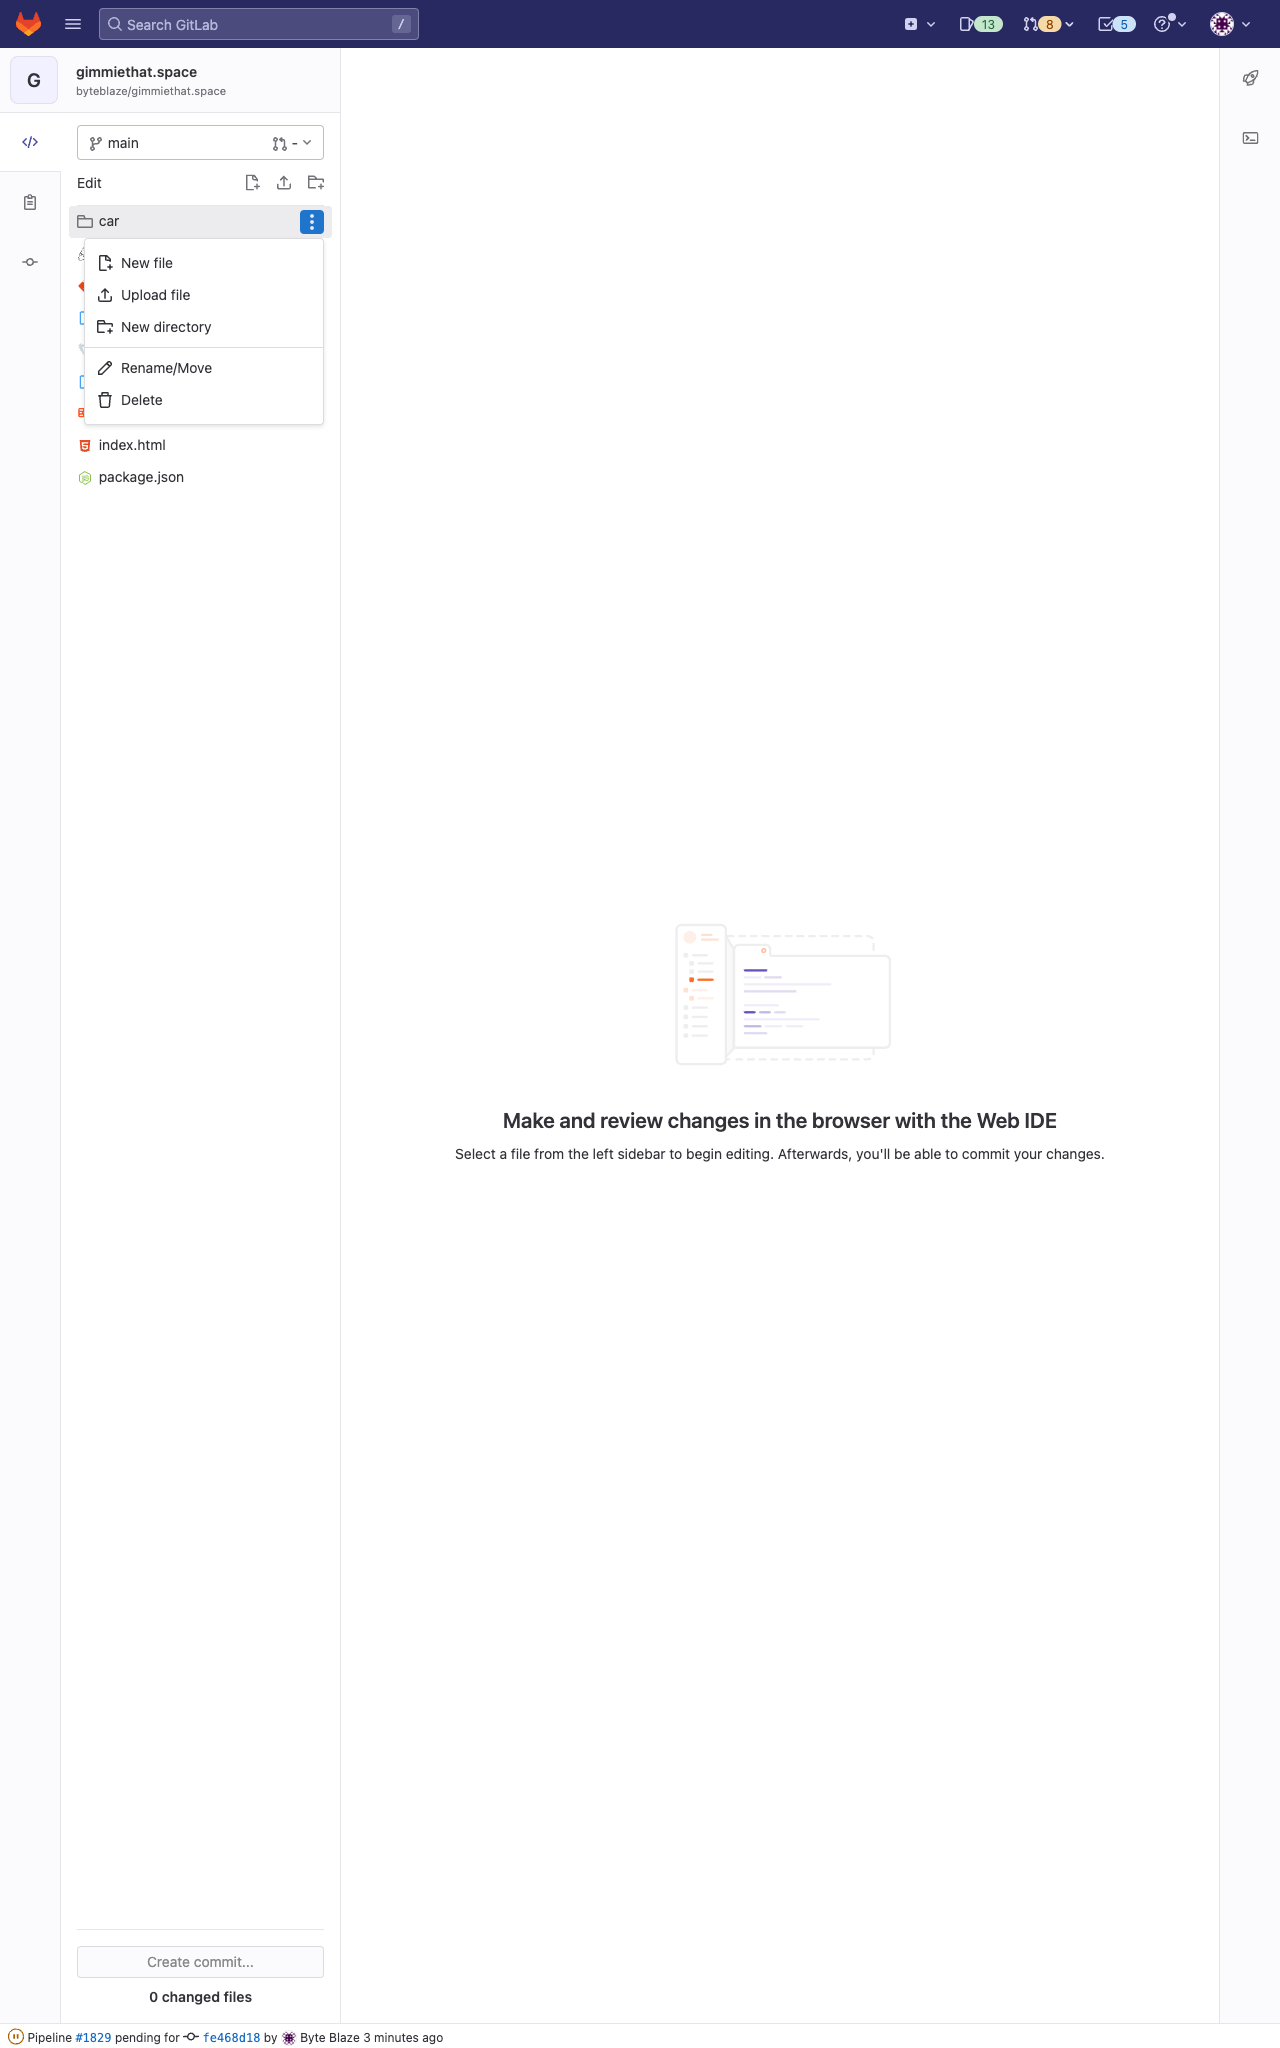 Search GitLab
/
13
8
5
G
gimmiethat.space
byteblaze/gimmiethat.space
main
-
Edit
car
New file
Upload file
New directory
Rename/Move
Delete
index.html
package.json
Make and review changes in the browser with the Web IDE
Select a file from the left sidebar to begin editing. Afterwards, you'll be able to commit your changes.
Create commit...
0 changed files
Pipeline #1829 pending for fe468d18 by Byte Blaze 3 minutes ago